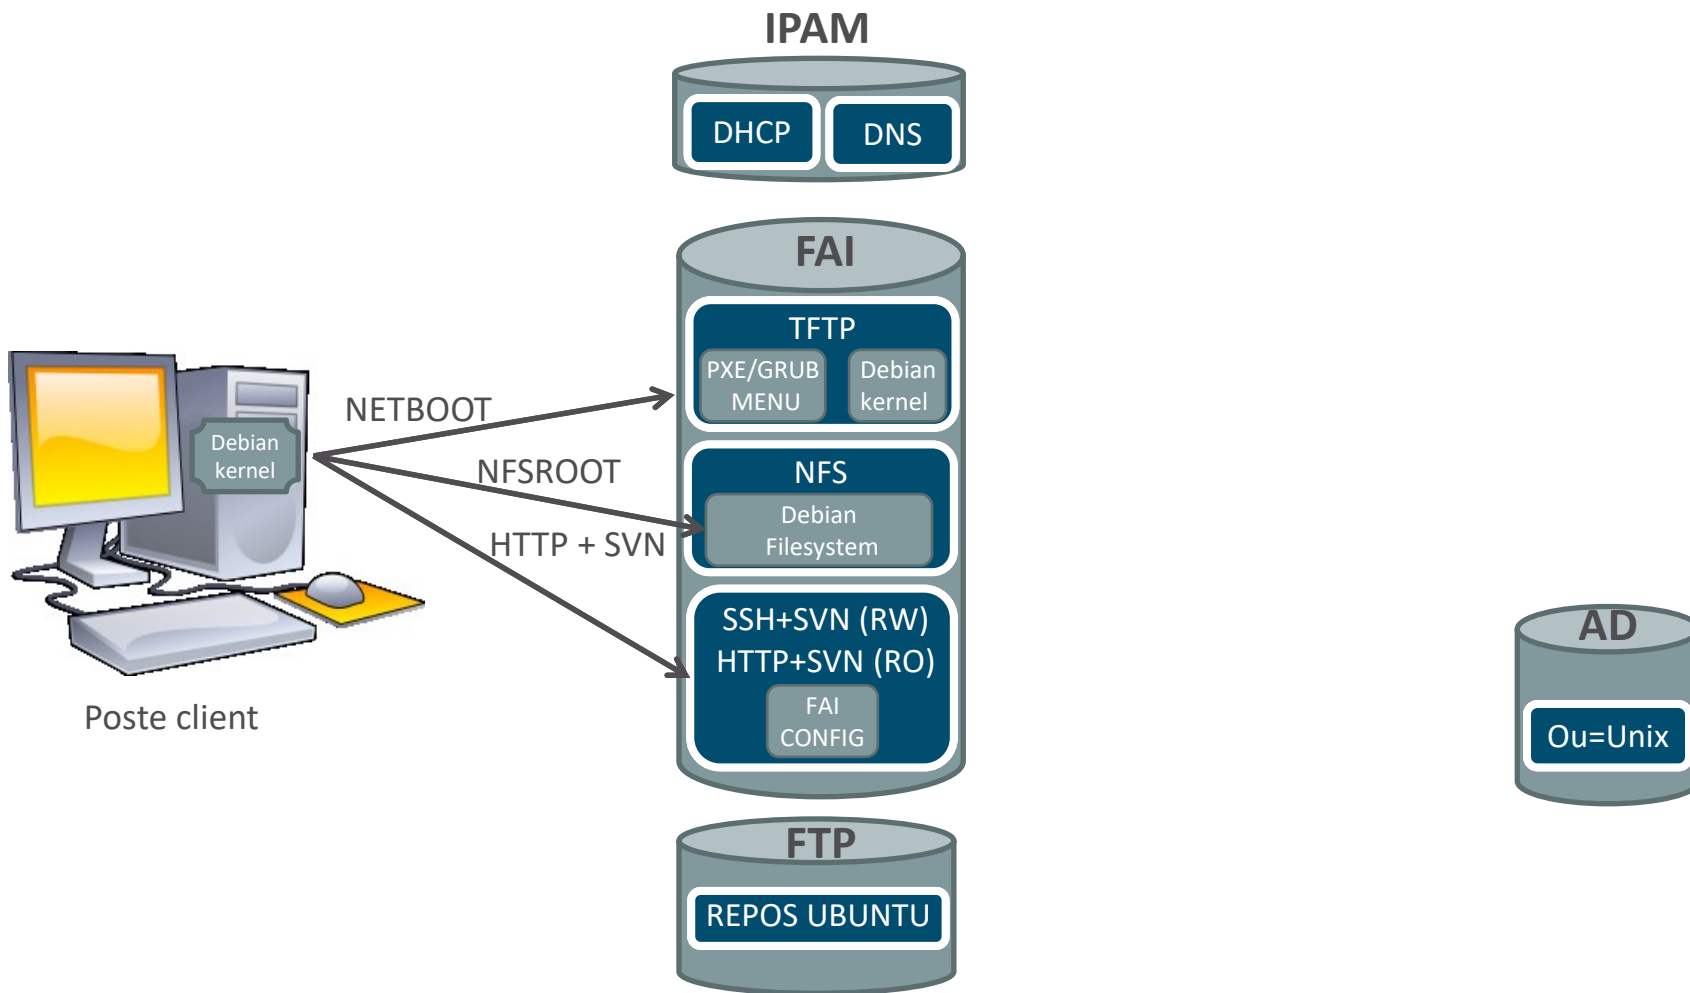 IPAM
DHCP
DNS
FAI
TFTP
PXE/GRUB
MENU
Debian
kernel
NETBOOT
Debian
kernel
NFSROOT
NFS
Debian
Filesystem
HTTP + SVN
SSH+SVN (RW)
HTTP+SVN (RO)
FAI
CONFIG
Poste client
AD
Ou=Unix
FTP
REPOS UBUNTU